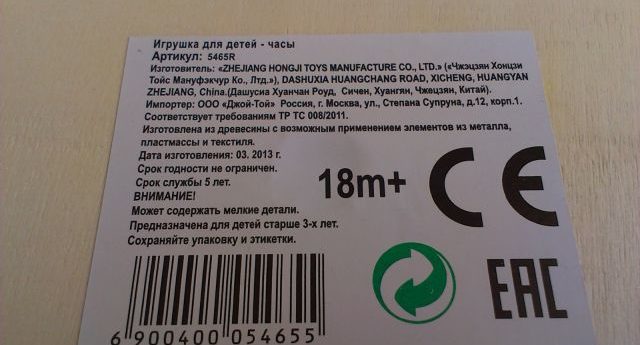 Игрушка для детей - часы
Артикул: 5465R
Изготовитель: «ZHEJIANG HONGJI TOYS MANUFACTURE CO., LTD.» («Чжэцзян Хонцзи
Тойс Мануфэкчур Ко., Лтд.»), DASHUXIA HUANGCHANG ROAD, XICHENG, HUANGYAN
ZHEJIANG, China.(Дашусиа Хуанчан Роуд, Сичен, Хуангян, Чжецзян, Китай).
Импортер: ООО «Джой-Той» Россия, г. Москва, ул., Степана Супруна, д.12, корп.1.
Соответствует требованиям ТР ТС 008/2011.
Изготовлена из древесины с возможным применением элементов из металла,
пластмассы и текстиля.
Дата изготовления: 03. 2013 г.
Срок годности не ограничен.
Срок службы 5 лет.
ВНИМАНИЕ!
Может содержать мелкие детали.
Предназначена для детей старше 3-х лет.
Сохраняйте упаковку и этикетки.
18m+
CE
EAC
6 900400 054655